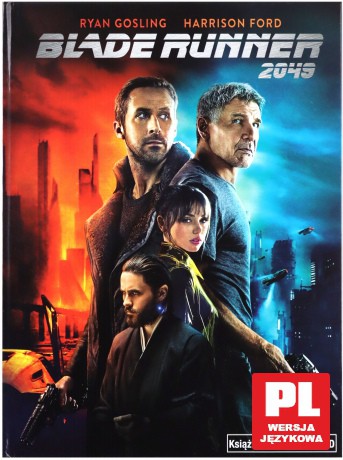 RYAN GOSLING HARRISON FORD
BLADE RUNNER
2049
PL
WERSJA
JĘZYKOWA